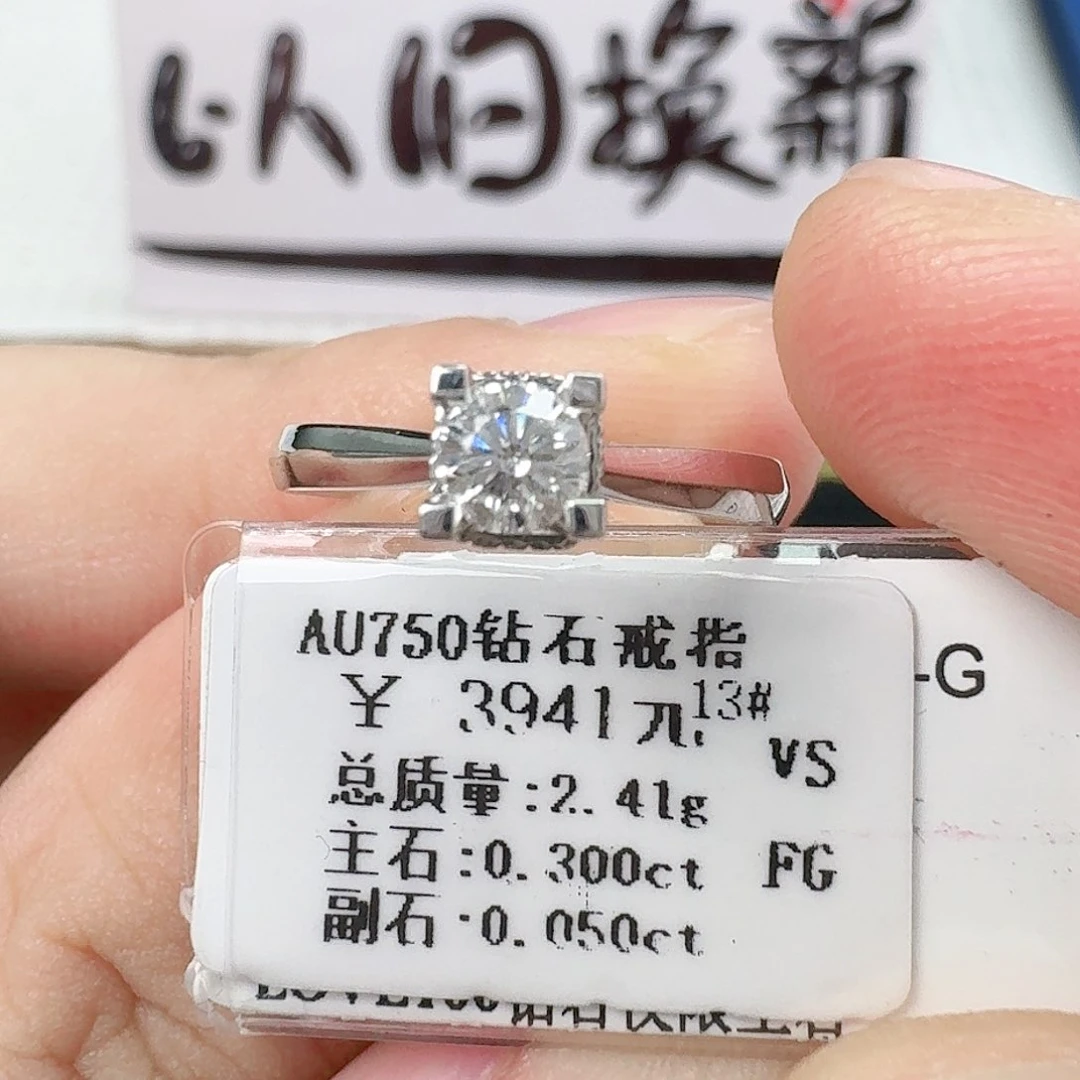 以旧换新
AU750钻石戒指
-G
￥ 3941元 13#
VS
总质量:2.41g
主石:0.300ct FG
副石:0.050ct